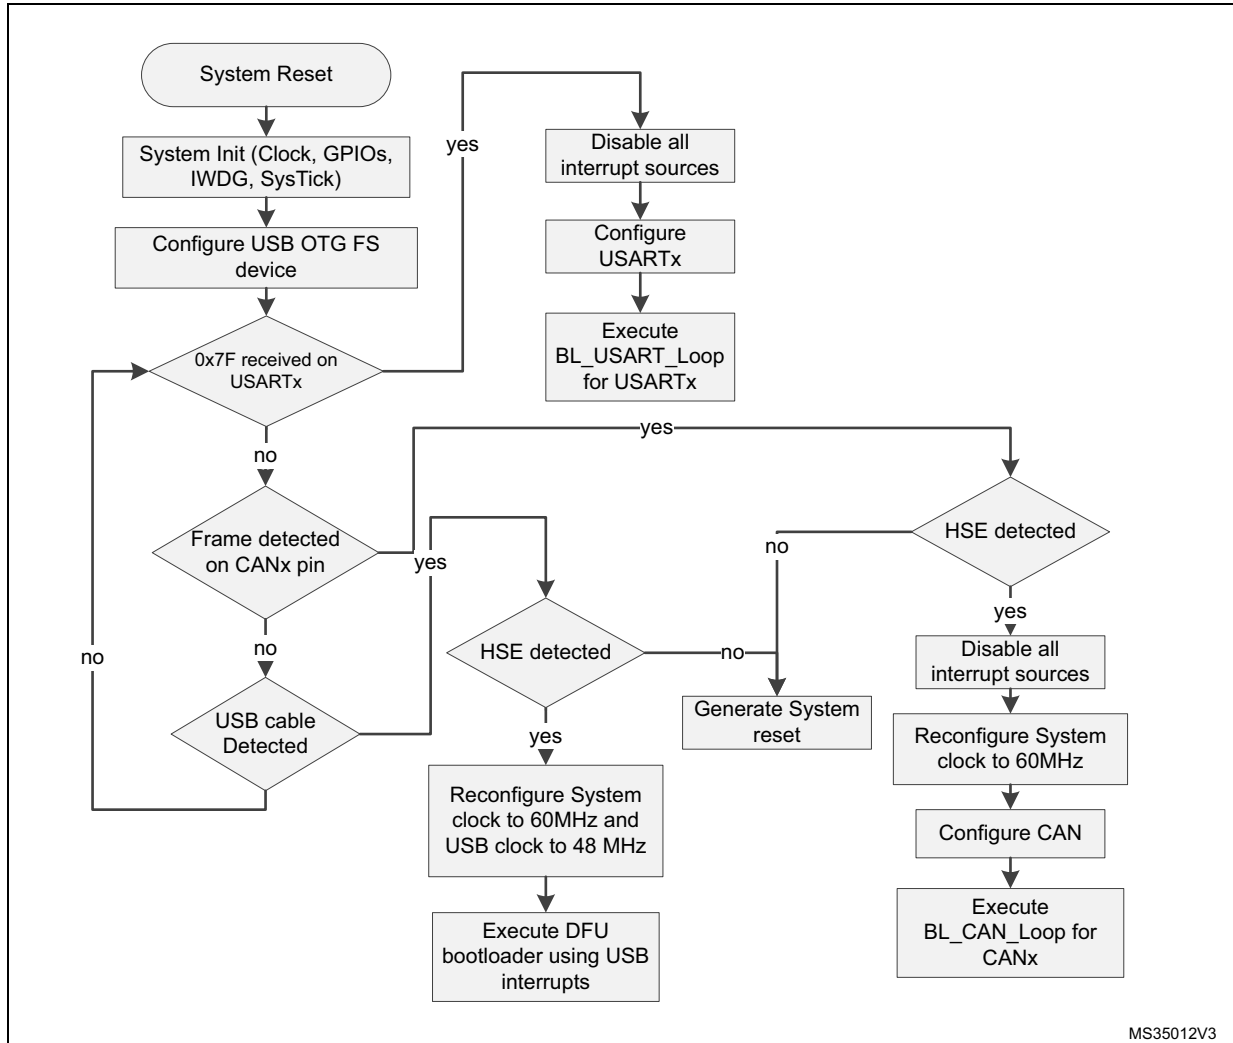 System Reset
System Init (Clock, GPIOs,
IWDG, SysTick)
Configure USB OTG FS
device
0x7F received on
USARTx
yes
Disable all
interrupt sources
Configure
USARTx
Execute
BL_USART_Loop
for USARTx
no
Frame detected
on CANx pin
yes
HSE detected
no
yes
Disable all
interrupt sources
Reconfigure System
clock to 60MHz
Configure CAN
Execute
BL_CAN_Loop for
CANx
no
USB cable
Detected
no
yes
HSE detected
no
Generate System
reset
yes
Reconfigure System
clock to 60MHz and
USB clock to 48 MHz
Execute DFU
bootloader using USB
interrupts
MS35012V3